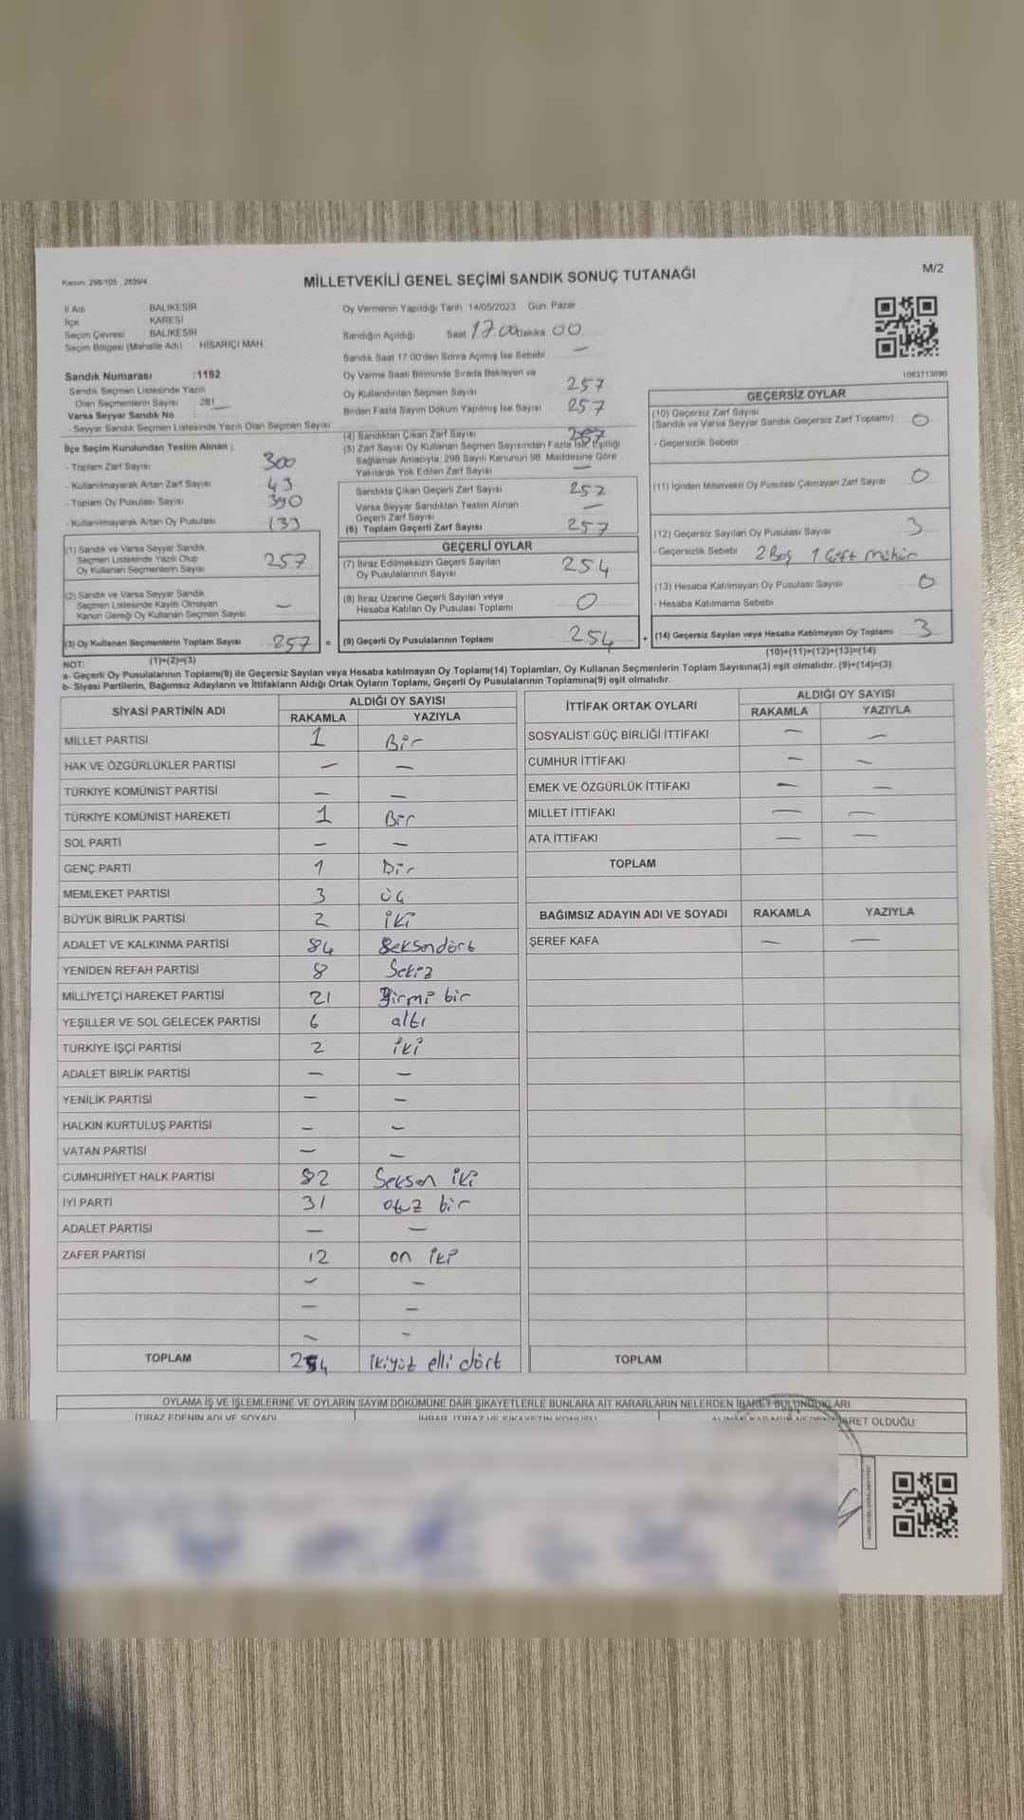 Kanun: 298/105 , 2839/4
MİLLETVEKİLİ GENEL SEÇİMİ SANDIK SONUÇ TUTANAĞI
M/2
İl Adı BALIKESİR
İlçe KARESİ
Seçim Çevresi BALIKESİR
Seçim Bölgesi (Mahalle Adı) HİSARİÇİ MAH.
Sandık Numarası :1192
Sandık Seçmen Listesinde Yazılı
Olan Seçmenlerin Sayısı : 281
Varsa Seyyar Sandık No :
- Seyyar Sandık Seçmen Listesinde Yazılı Olan Seçmen Sayısı
İlçe Seçim Kurulundan Teslim Alınan ;
- Toplam Zarf Sayısı 300
- Kullanılmayarak Artan Zarf Sayısı 43
- Toplam Oy Pusulası Sayısı 390
- Kullanılmayarak Artan Oy Pusulası 133
(1) Sandık ve Varsa Seyyar Sandık
Seçmen Listesinde Yazılı Olup
Oy Kullanan Seçmenlerin Sayısı 257
(2) Sandık ve Varsa Seyyar Sandık
Seçmen Listesinde Kayıtlı Olmayan
Kanun Gereği Oy Kullanan Seçmen Sayısı –
(3) Oy Kullanan Seçmenlerin Toplam Sayısı 257 =
(1)+(2)=(3)
Oy Vermenin Yapıldığı Tarih 14/05/2023 Gün: Pazar
Sandığın Açıldığı Saat 17.00 Dakika 00
Sandık Saat 17:00'den Sonra Açılmış İse Sebebi –
Oy Verme Saati Bitiminde Sırada Bekleyen ve
Oy Kullandırılan Seçmen Sayısı 257
Birden Fazla Sayım Döküm Yapılmış İse Sayısı 257
(4) Sandıktan Çıkan Zarf Sayısı 257
(5) Zarf Sayısı Oy Kullanan Seçmen Sayısından Fazla İse, Eşitliği
Sağlamak Amacıyla, 298 Sayılı Kanunun 98. Maddesine Göre
Yakılarak Yok Edilen Zarf Sayısı –
Sandıkta Çıkan Geçerli Zarf Sayısı 257
Varsa Seyyar Sandıktan Teslim Alınan
Geçerli Zarf Sayısı –
(6) Toplam Geçerli Zarf Sayısı 257
GEÇERLİ OYLAR
(7) İtiraz Edilmeksizin Geçerli Sayılan
Oy Pusulalarının Sayısı 254
(8) İtiraz Üzerine Geçerli Sayılan veya
Hesaba Katılan Oy Pusulası Toplamı 0
(9) Geçerli Oy Pusulalarının Toplamı 254 +
1083713090
GEÇERSİZ OYLAR
(10) Geçersiz Zarf Sayısı
(Sandık ve Varsa Seyyar Sandık Geçersiz Zarf Toplamı) 0
- Geçersizlik Sebebi
(11) İçinden Milletvekili Oy Pusulası Çıkmayan Zarf Sayısı 0
(12) Geçersiz Sayılan Oy Pusulası Sayısı 3
- Geçersizlik Sebebi 2 Boş 1 Çift mühür
(13) Hesaba Katılmayan Oy Pusulası Sayısı 0
- Hesaba Katılmama Sebebi
(14) Geçersiz Sayılan veya Hesaba Katılmayan Oy Toplamı 3
(10)+(11)+(12)+(13)=(14)
NOT:
a- Geçerli Oy Pusulalarının Toplamı(9) ile Geçersiz Sayılan veya Hesaba katılmayan Oy Toplamı(14) Toplamları, Oy Kullanan Seçmenlerin Toplam Sayısına(3) eşit olmalıdır. (9)+(14)=(3)
b- Siyasi Partilerin, Bağımsız Adayların ve İttifakların Aldığı Ortak Oyların Toplamı, Geçerli Oy Pusulalarının Toplamına(9) eşit olmalıdır.
SİYASİ PARTİNİN ADI ALDIĞI OY SAYISI
RAKAMLA YAZIYLA
MİLLET PARTİSİ 1 Bir
HAK VE ÖZGÜRLÜKLER PARTİSİ – –
TÜRKİYE KOMÜNİST PARTİSİ – –
TÜRKİYE KOMÜNİST HAREKETİ 1 Bir
SOL PARTİ – –
GENÇ PARTİ 1 Bir
MEMLEKET PARTİSİ 3 üç
BÜYÜK BİRLİK PARTİSİ 2 iki
ADALET VE KALKINMA PARTİSİ 84 Seksendört
YENİDEN REFAH PARTİSİ 8 Sekiz
MİLLİYETÇİ HAREKET PARTİSİ 21 Yirmi bir
YEŞİLLER VE SOL GELECEK PARTİSİ 6 altı
TÜRKİYE İŞÇİ PARTİSİ 2 iki
ADALET BİRLİK PARTİSİ – –
YENİLİK PARTİSİ – –
HALKIN KURTULUŞ PARTİSİ – –
VATAN PARTİSİ – –
CUMHURİYET HALK PARTİSİ 82 Seksen iki
İYİ PARTİ 31 otuz bir
ADALET PARTİSİ – –
ZAFER PARTİSİ 12 on iki
– –
– –
– –
TOPLAM 254 ikiyüz elli dört
İTTİFAK ORTAK OYLARI ALDIĞI OY SAYISI
RAKAMLA YAZIYLA
SOSYALİST GÜÇ BİRLİĞİ İTTİFAKI – –
CUMHUR İTTİFAKI – –
EMEK VE ÖZGÜRLÜK İTTİFAKI – –
MİLLET İTTİFAKI – –
ATA İTTİFAKI – –
TOPLAM
BAĞIMSIZ ADAYIN ADI VE SOYADI RAKAMLA YAZIYLA
ŞEREF KAFA – –
TOPLAM
OYLAMA İŞ VE İŞLEMLERİNE VE OYLARIN SAYIM DÖKÜMÜNE DAİR ŞİKAYETLERLE BUNLARA AİT KARARLARIN NELERDEN İBARET BULUNDUKLARI
İTİRAZ EDENİN ADI VE SOYADI
İHBAR, İTİRAZ VE ŞİKAYETİN KONUSU
ALINAN KARARIN NEDEN İBARET OLDUĞU